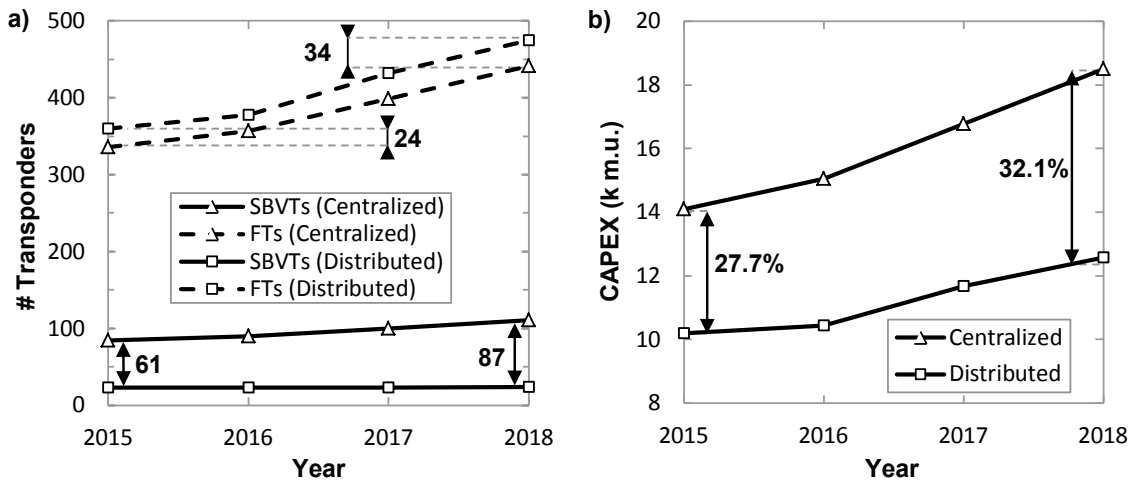 a)
# Transponders
500
400
300
200
100
0
34
24
SBVTs (Centralized)
FTs (Centralized)
SBVTs (Distributed)
FTs (Distributed)
61
87
2015
2016
2017
2018
Year
b)
CAPEX (k m.u.)
20
18
16
14
12
10
8
27.7%
32.1%
Centralized
Distributed
2015
2016
2017
2018
Year